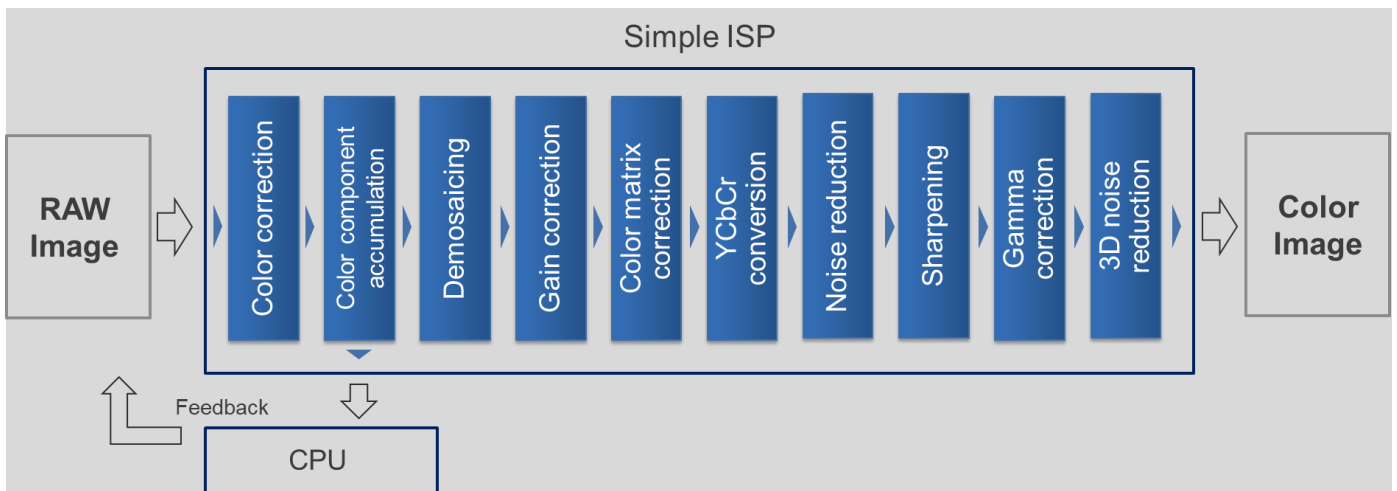 Simple ISP
RAW
Image
Color correction
Color component
accumulation
Demosaicing
Gain correction
Color matrix
correction
YCbCr
conversion
Noise reduction
Sharpening
Gamma
correction
3D noise
reduction
Color
Image
Feedback
CPU